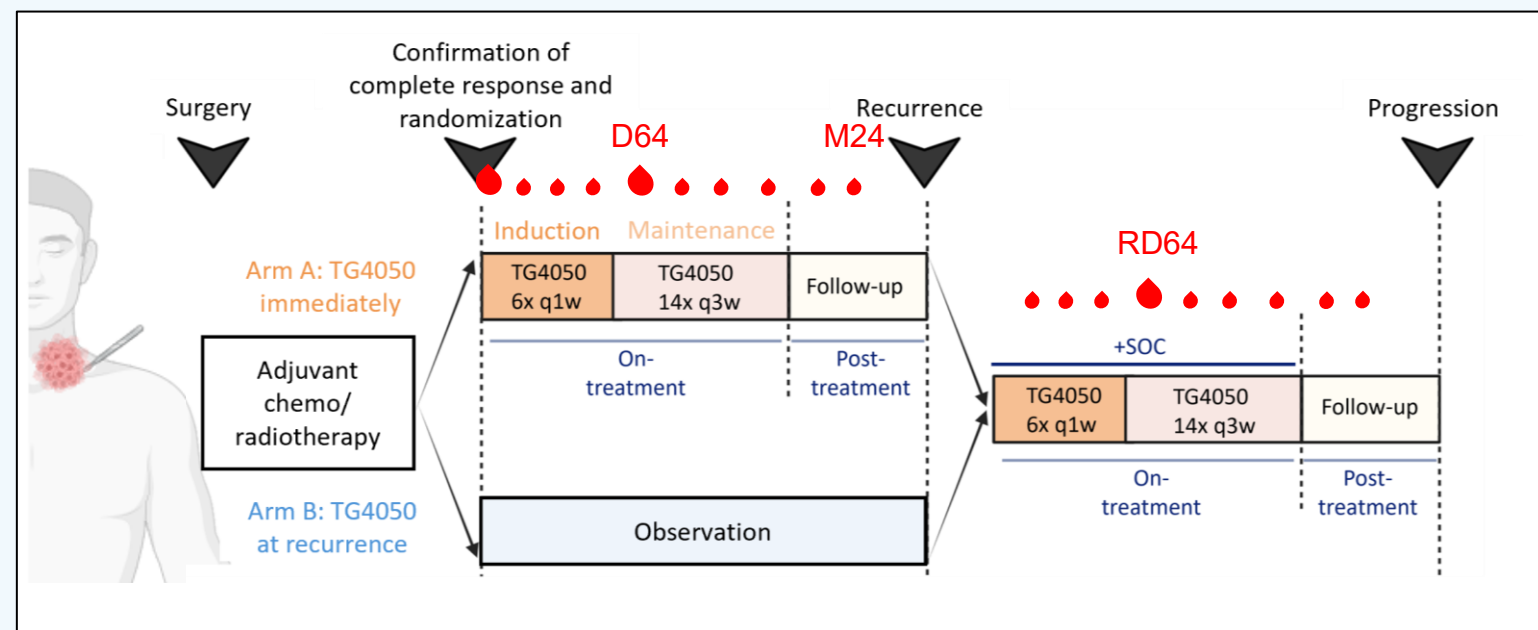 Surgery
Confirmation of
complete response and
randomization
Recurrence
Progression
D64
M24
Induction
Maintenance
Arm A: TG4050
immediately
TG4050
6x q1w
TG4050
14x q3w
Follow-up
On-
treatment
Post-
treatment
Adjuvant
chemo/
radiotherapy
Arm B: TG4050
at recurrence
Observation
RD64
+SOC
TG4050
6x q1w
TG4050
14x q3w
Follow-up
On-
treatment
Post-
treatment